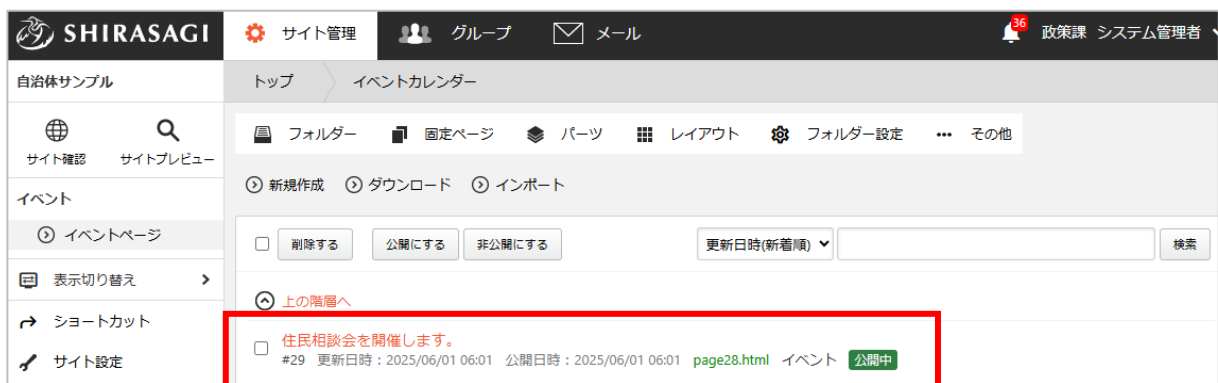 SHIRASAGI サイト管理 グループ メール 36 政策課 システム管理者
自治体サンプル トップ イベントカレンダー
サイト確認 サイトプレビュー フォルダー 固定ページ パーツ レイアウト フォルダー設定 ••• その他
新規作成 ダウンロード インポート
イベント
イベントページ
削除する 公開にする 非公開にする 更新日時(新着順) 検索
表示切り替え
上の階層へ
ショートカット
住民相談会を開催します。
サイト設定
#29 更新日時：2025/06/01 06:01 公開日時：2025/06/01 06:01 page28.html イベント 公開中